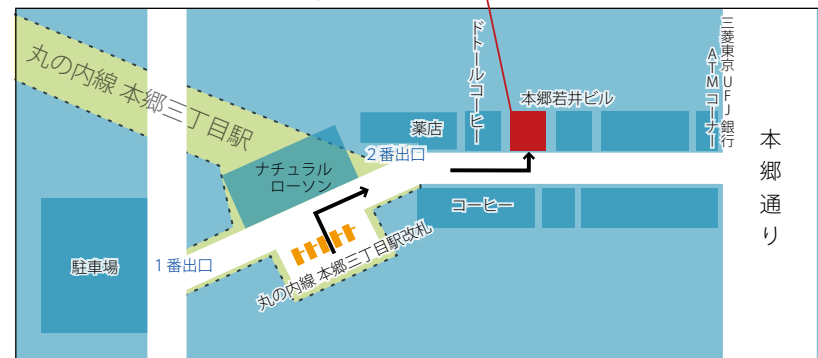 丸の内線 本郷三丁目駅
ナチュラル
ローソン
薬店
ドトールコーヒー
本郷若井ビル
三菱東京UFJ銀行
ATMコーナー
本郷通り
2番出口
コーヒー
駐車場
1番出口
丸の内線 本郷三丁目駅改札